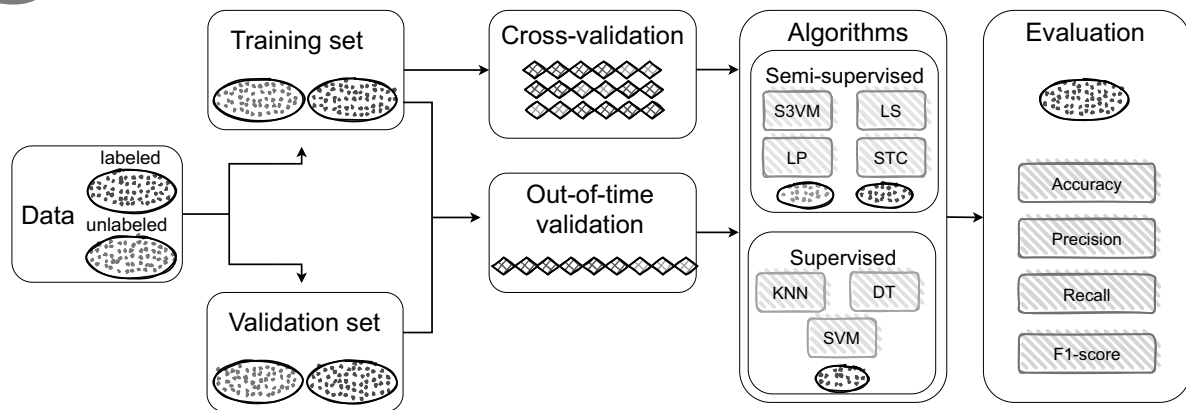 Data
labeled
unlabeled
Training set
Validation set
Cross-validation
Out-of-time
validation
Algorithms
Semi-supervised
S3VM
LS
LP
STC
Supervised
KNN
DT
SVM
Evaluation
Accuracy
Precision
Recall
F1-score